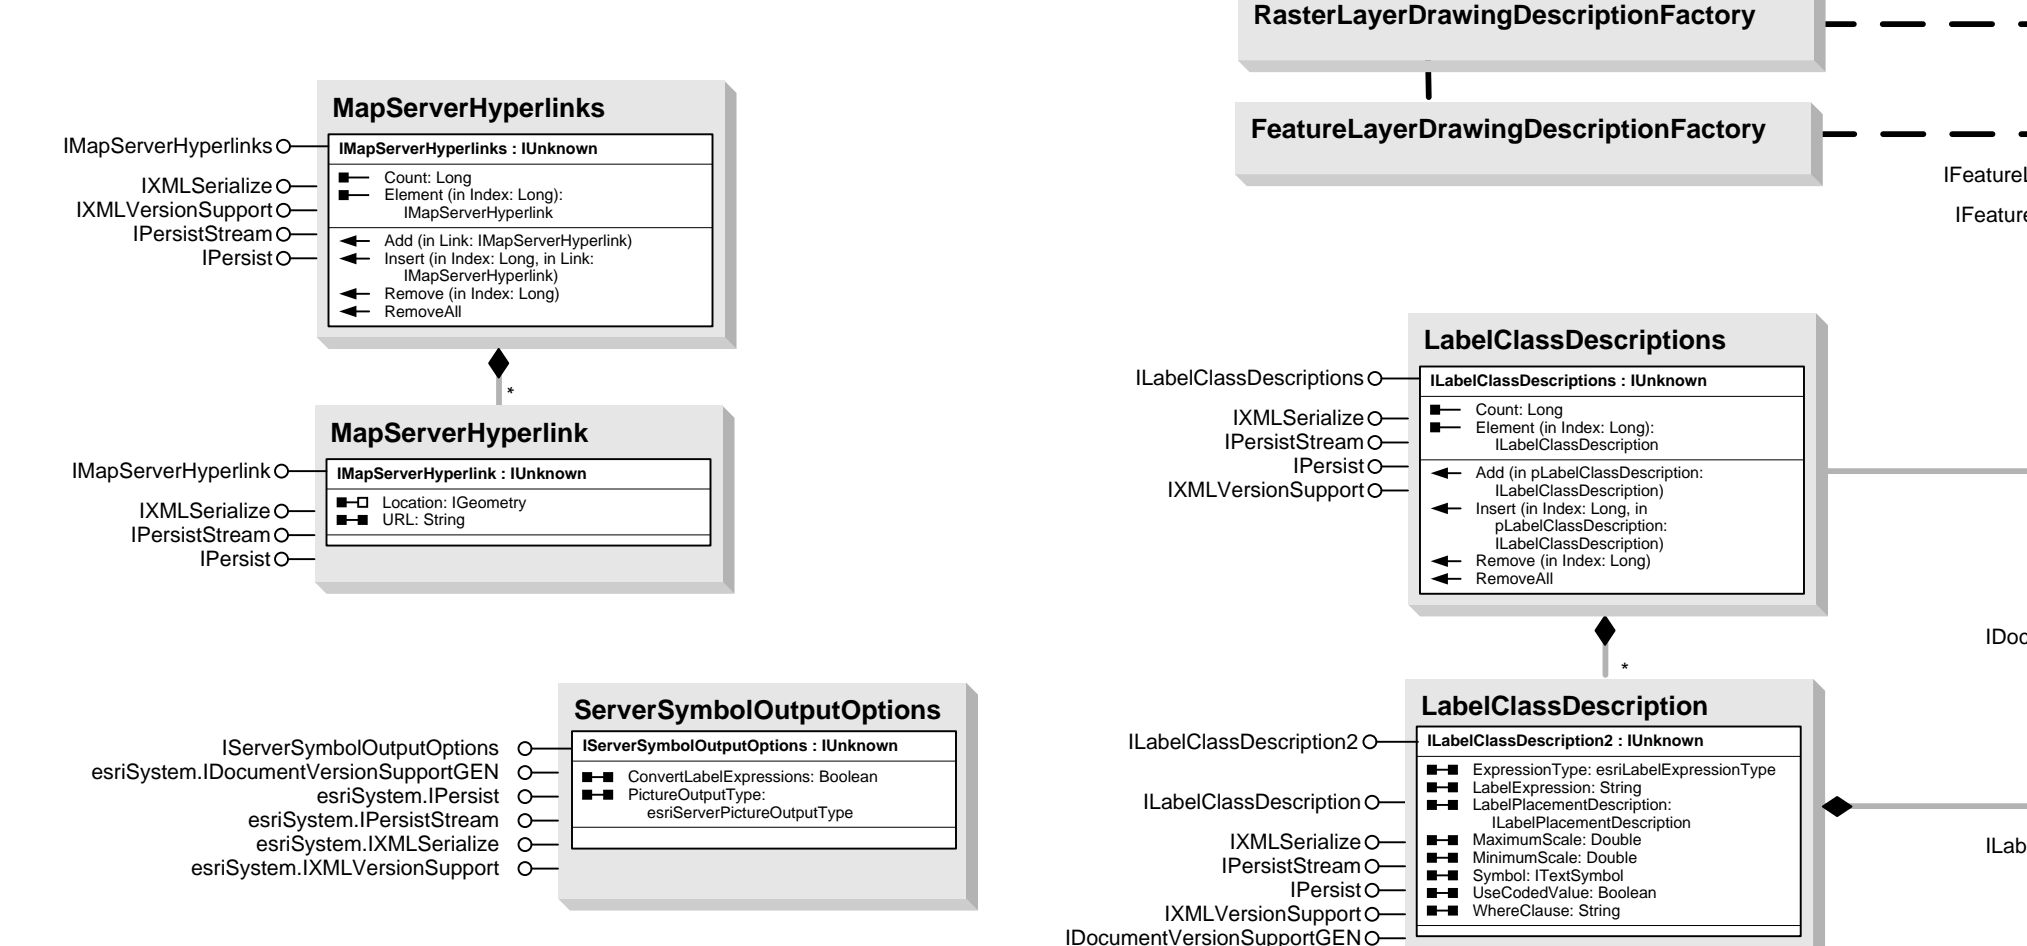 RasterLayerDrawingDescriptionFactory
FeatureLayerDrawingDescriptionFactory
IFeatureL
IFeature
MapServerHyperlinks
IMapServerHyperlinks
IXMLSerialize
IXMLVersionSupport
IPersistStream
IPersist
IMapServerHyperlinks : IUnknown
Count: Long
Element (in Index: Long):
IMapServerHyperlink
Add (in Link: IMapServerHyperlink)
Insert (in Index: Long, in Link:
IMapServerHyperlink)
Remove (in Index: Long)
RemoveAll
*
MapServerHyperlink
IMapServerHyperlink
IXMLSerialize
IPersistStream
IPersist
IMapServerHyperlink : IUnknown
Location: IGeometry
URL: String
LabelClassDescriptions
ILabelClassDescriptions
IXMLSerialize
IPersistStream
IPersist
IXMLVersionSupport
ILabelClassDescriptions : IUnknown
Count: Long
Element (in Index: Long):
ILabelClassDescription
Add (in pLabelClassDescription:
ILabelClassDescription)
Insert (in Index: Long, in
pLabelClassDescription:
ILabelClassDescription)
Remove (in Index: Long)
RemoveAll
*
IDoc
ServerSymbolOutputOptions
IServerSymbolOutputOptions
esriSystem.IDocumentVersionSupportGEN
esriSystem.IPersist
esriSystem.IPersistStream
esriSystem.IXMLSerialize
esriSystem.IXMLVersionSupport
IServerSymbolOutputOptions : IUnknown
ConvertLabelExpressions: Boolean
PictureOutputType:
esriServerPictureOutputType
LabelClassDescription
ILabelClassDescription2
ILabelClassDescription
IXMLSerialize
IPersistStream
IPersist
IXMLVersionSupport
IDocumentVersionSupportGEN
ILabelClassDescription2 : IUnknown
ExpressionType: esriLabelExpressionType
LabelExpression: String
LabelPlacementDescription:
ILabelPlacementDescription
MaximumScale: Double
MinimumScale: Double
Symbol: ITextSymbol
UseCodedValue: Boolean
WhereClause: String
ILab